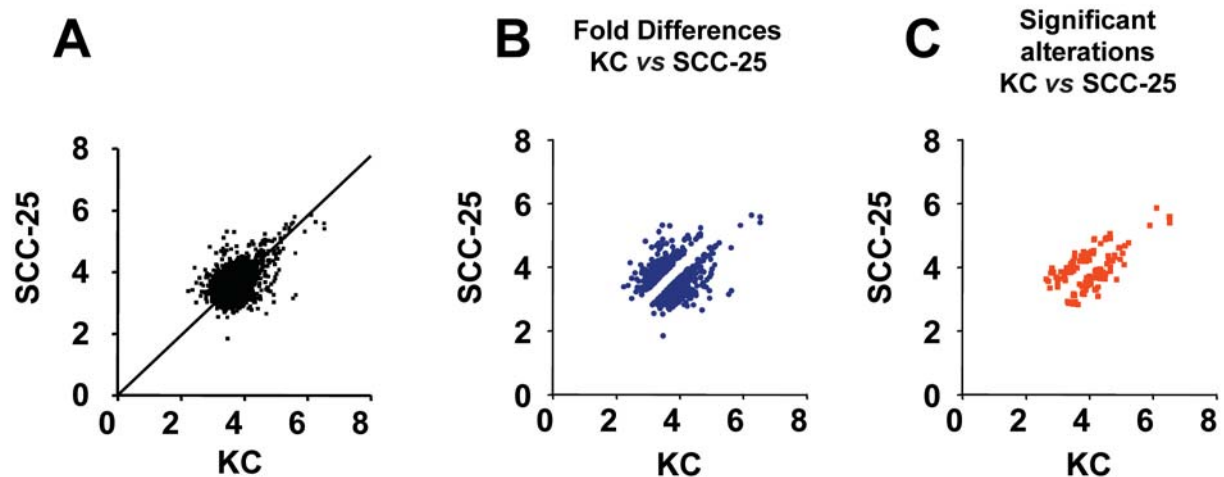 A
SCC-25
8
6
4
2
0
0 2 4 6 8
KC
B
Fold Differences
KC vs SCC-25
SCC-25
8
6
4
2
0
0 2 4 6 8
KC
C
Significant
alterations
KC vs SCC-25
SCC-25
8
6
4
2
0
0 2 4 6 8
KC